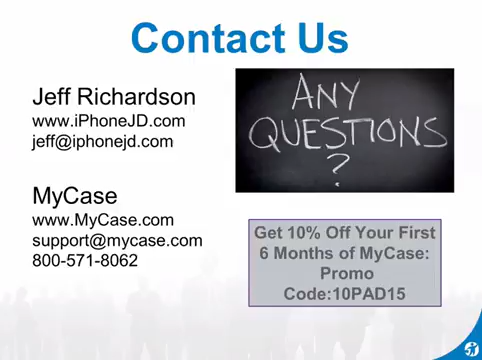 Contact Us
Jeff Richardson
www.iPhoneJD.com
jeff@iphonejd.com
ANY
QUESTIONS
?
MyCase
www.MyCase.com
support@mycase.com
800-571-8062
Get 10% Off Your First
6 Months of MyCase:
Promo
Code:10PAD15